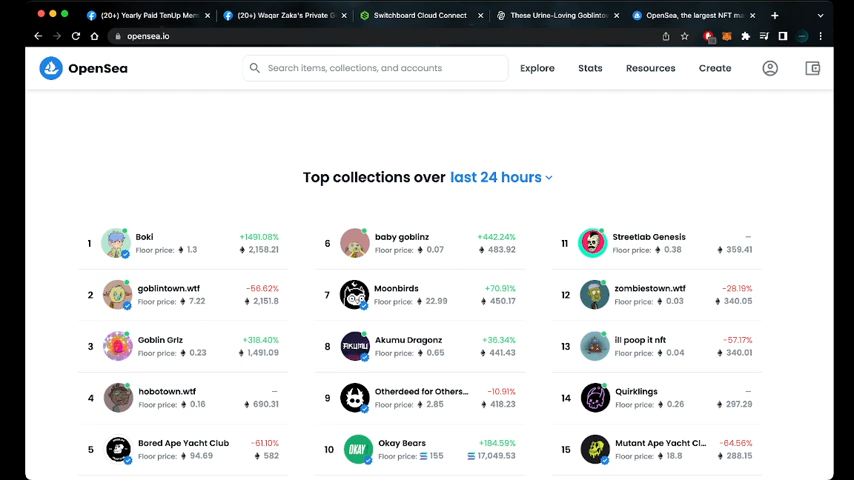 (20+) Yearly Paid TenUp Mem
(20+) Waqar Zaka's Private G
Switchboard Cloud Connect
These Urine-Loving Goblinto
OpenSea, the largest NFT ma
opensea.io
OpenSea
Search items, collections, and accounts
Explore
Stats
Resources
Create
Top collections over last 24 hours
1
Boki
+1491.08%
Floor price: 1.3
2,158.21
2
goblintown.wtf
-56.62%
Floor price: 7.22
2,151.8
3
Goblin Grlz
+318.40%
Floor price: 0.23
1,491.09
4
hobotown.wtf
—
Floor price: 0.16
690.31
5
Bored Ape Yacht Club
-61.10%
Floor price: 94.69
582
6
baby goblinz
+442.24%
Floor price: 0.07
483.92
7
Moonbirds
+70.91%
Floor price: 22.99
450.17
8
Akumu Dragonz
+36.34%
Floor price: 0.65
441.43
AKUMU
9
Otherdeed for Others...
-10.91%
Floor price: 2.85
418.23
10
OKAY
Okay Bears
+184.59%
Floor price: 155
17,049.53
11
Streetlab Genesis
—
Floor price: 0.38
359.41
12
zombiestown.wtf
-28.19%
Floor price: 0.03
340.05
13
ill poop it nft
-57.17%
Floor price: 0.04
340.01
14
Quirklings
—
Floor price: 0.26
297.29
15
Mutant Ape Yacht Cl...
-64.56%
Floor price: 18.8
288.15